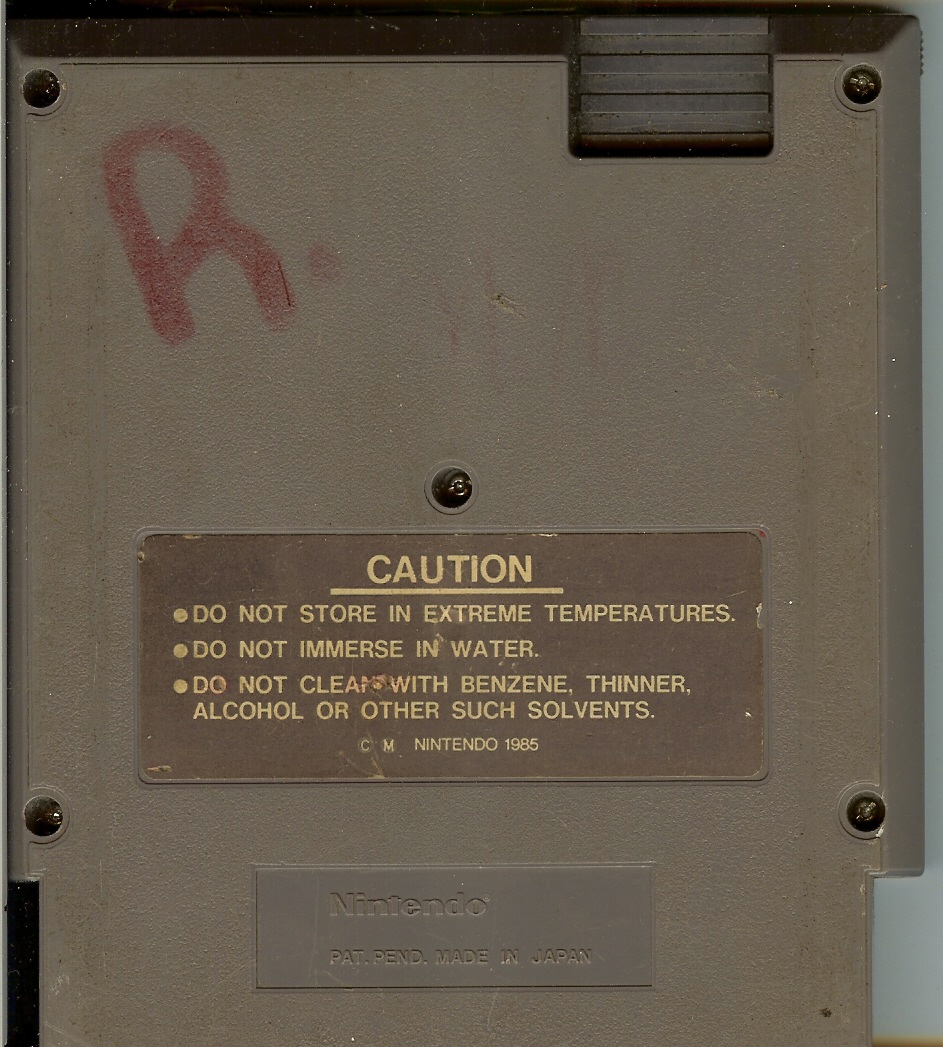 R.
CAUTION
●DO NOT STORE IN EXTREME TEMPERATURES.
●DO NOT IMMERSE IN WATER.
●DO NOT CLEAN WITH BENZENE, THINNER,
ALCOHOL OR OTHER SUCH SOLVENTS.
Ⓒ Ⓜ NINTENDO 1985
Nintendo
PAT. PEND. MADE IN JAPAN